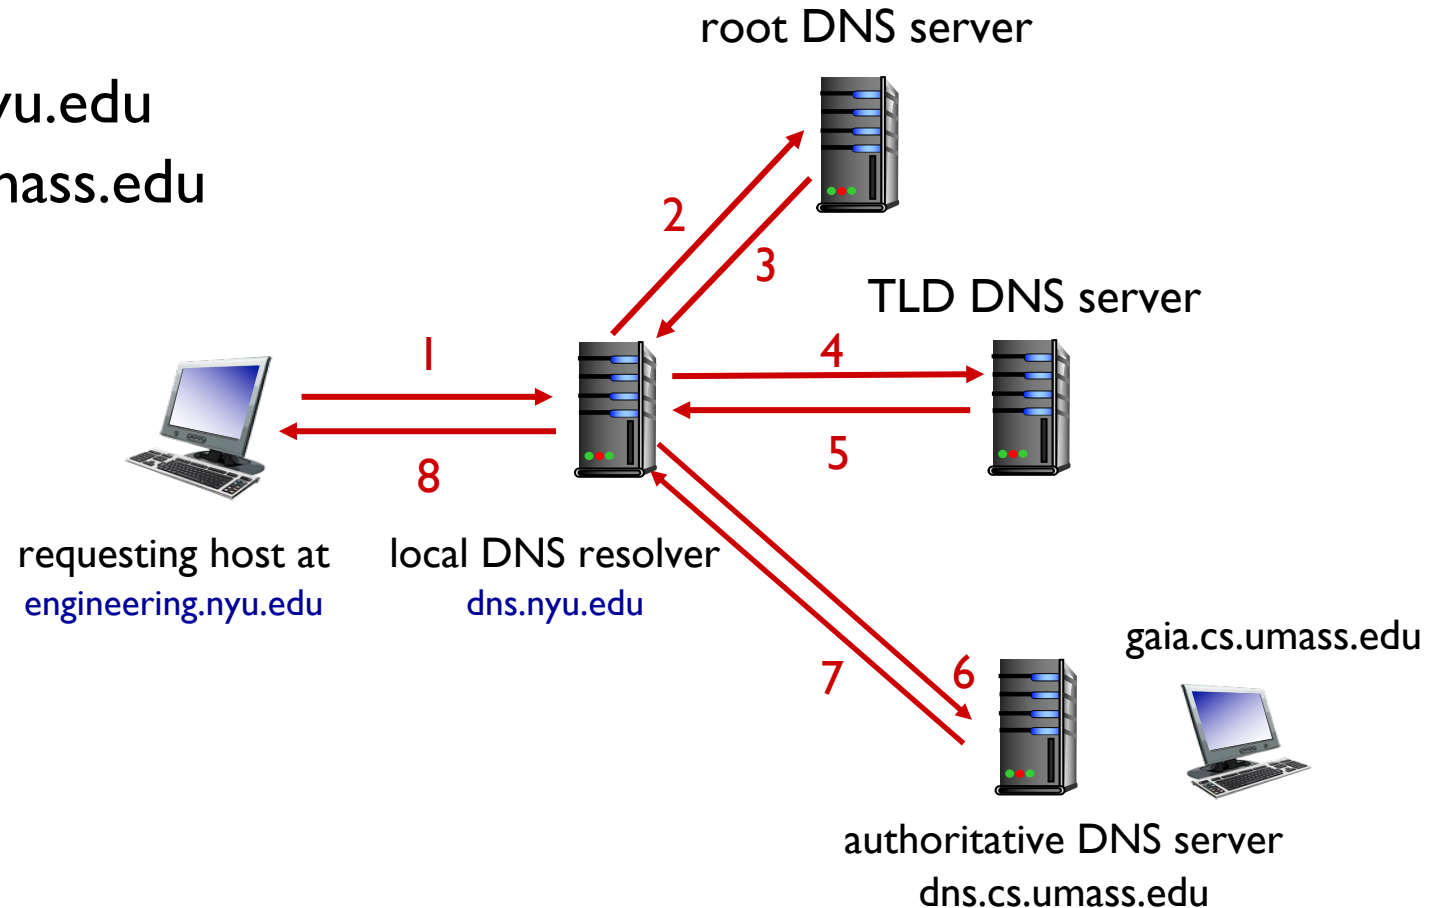 root DNS server
yu.edu
mass.edu
2
3
TLD DNS server
1
4
5
8
requesting host at
engineering.nyu.edu
local DNS resolver
dns.nyu.edu
gaia.cs.umass.edu
7
6
authoritative DNS server
dns.cs.umass.edu